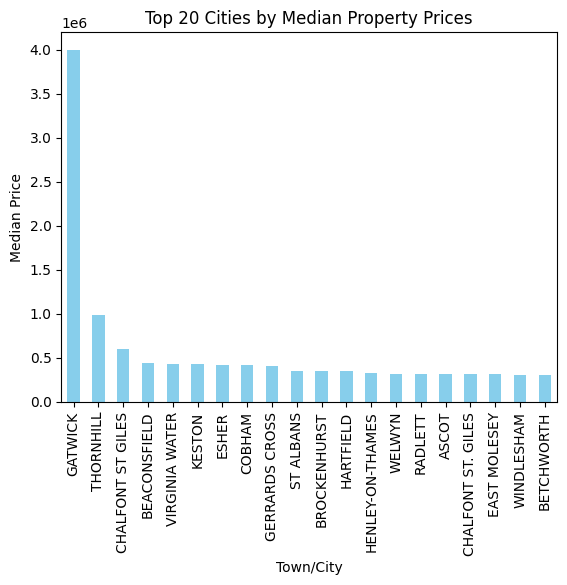 Top 20 Cities by Median Property Prices
1e6
4.0
3.5
3.0
2.5
2.0
1.5
1.0
0.5
0.0
Median Price
GATWICK
THORNHILL
CHALFONT ST GILES
BEACONSFIELD
VIRGINIA WATER
KESTON
ESHER
COBHAM
GERRARDS CROSS
ST ALBANS
BROCKENHURST
HARTFIELD
HENLEY-ON-THAMES
WELWYN
RADLETT
ASCOT
CHALFONT ST. GILES
EAST MOLESEY
WINDLESHAM
BETCHWORTH
Town/City